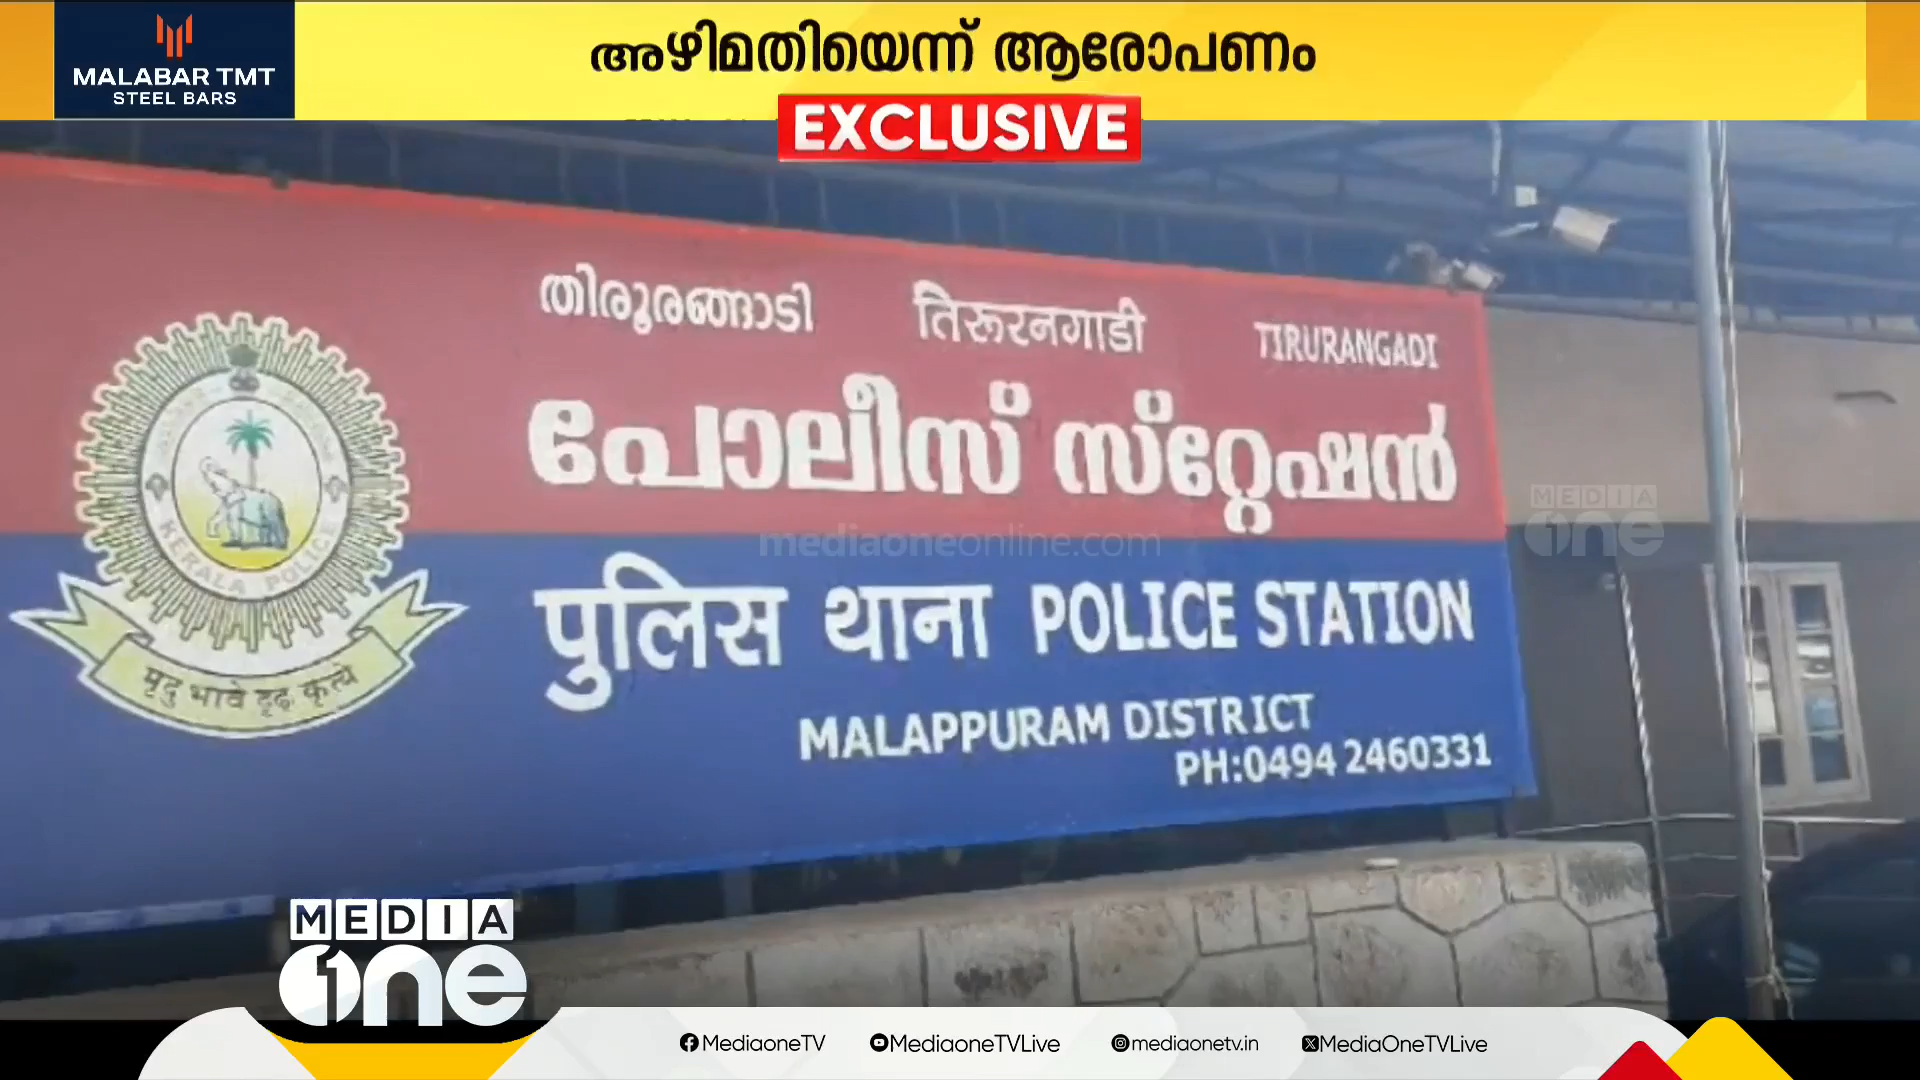 MALABAR TMT
STEEL BARS
അഴിമതിയെന്ന് ആരോപണം
EXCLUSIVE
തിരൂരങ്ങാടി तिरूरनगाडी TIRURANGADI
പോലീസ് സ്റ്റേഷൻ
MEDIA
one
mediaoneonline.com
पुलिस थाना POLICE STATION
KERALA POLICE
मृदु भावे दृढ कृत्ये
MALAPPURAM DISTRICT
PH:0494 2460331
MEDIA
one
MediaoneTV MediaoneTVLive mediaonetv.in MediaOneTVLive